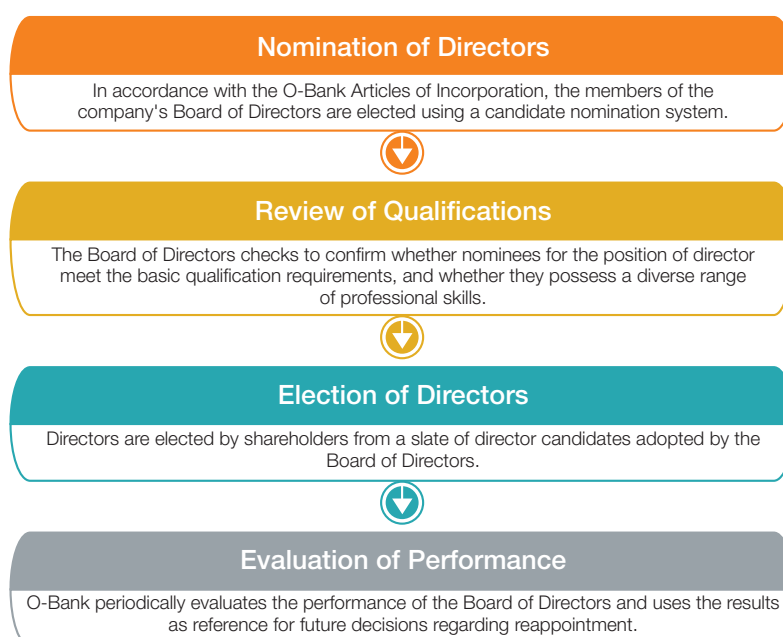 Nomination of Directors
In accordance with the O-Bank Articles of Incorporation, the members of the
company's Board of Directors are elected using a candidate nomination system.
Review of Qualifications
The Board of Directors checks to confirm whether nominees for the position of director
meet the basic qualification requirements, and whether they possess a diverse range
of professional skills.
Election of Directors
Directors are elected by shareholders from a slate of director candidates adopted by the
Board of Directors.
Evaluation of Performance
O-Bank periodically evaluates the performance of the Board of Directors and uses the results
as reference for future decisions regarding reappointment.